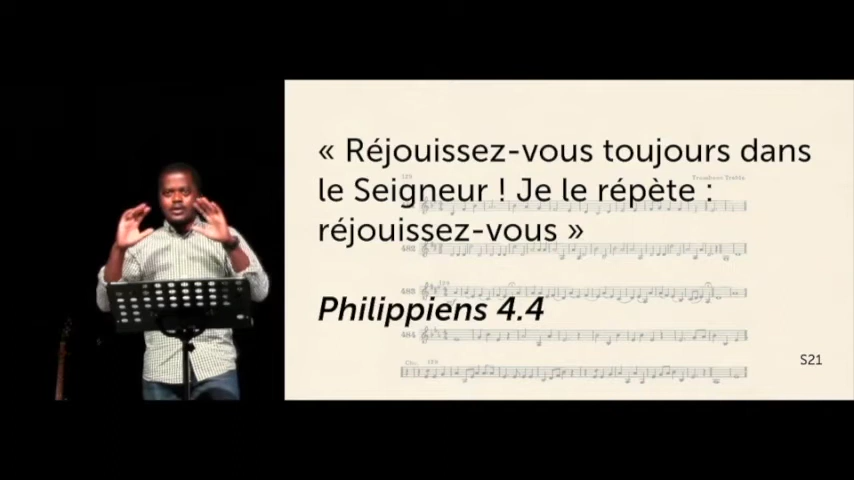 « Réjouissez-vous toujours dans
le Seigneur ! Je le répète :
réjouissez-vous »
Philippiens 4.4
S21